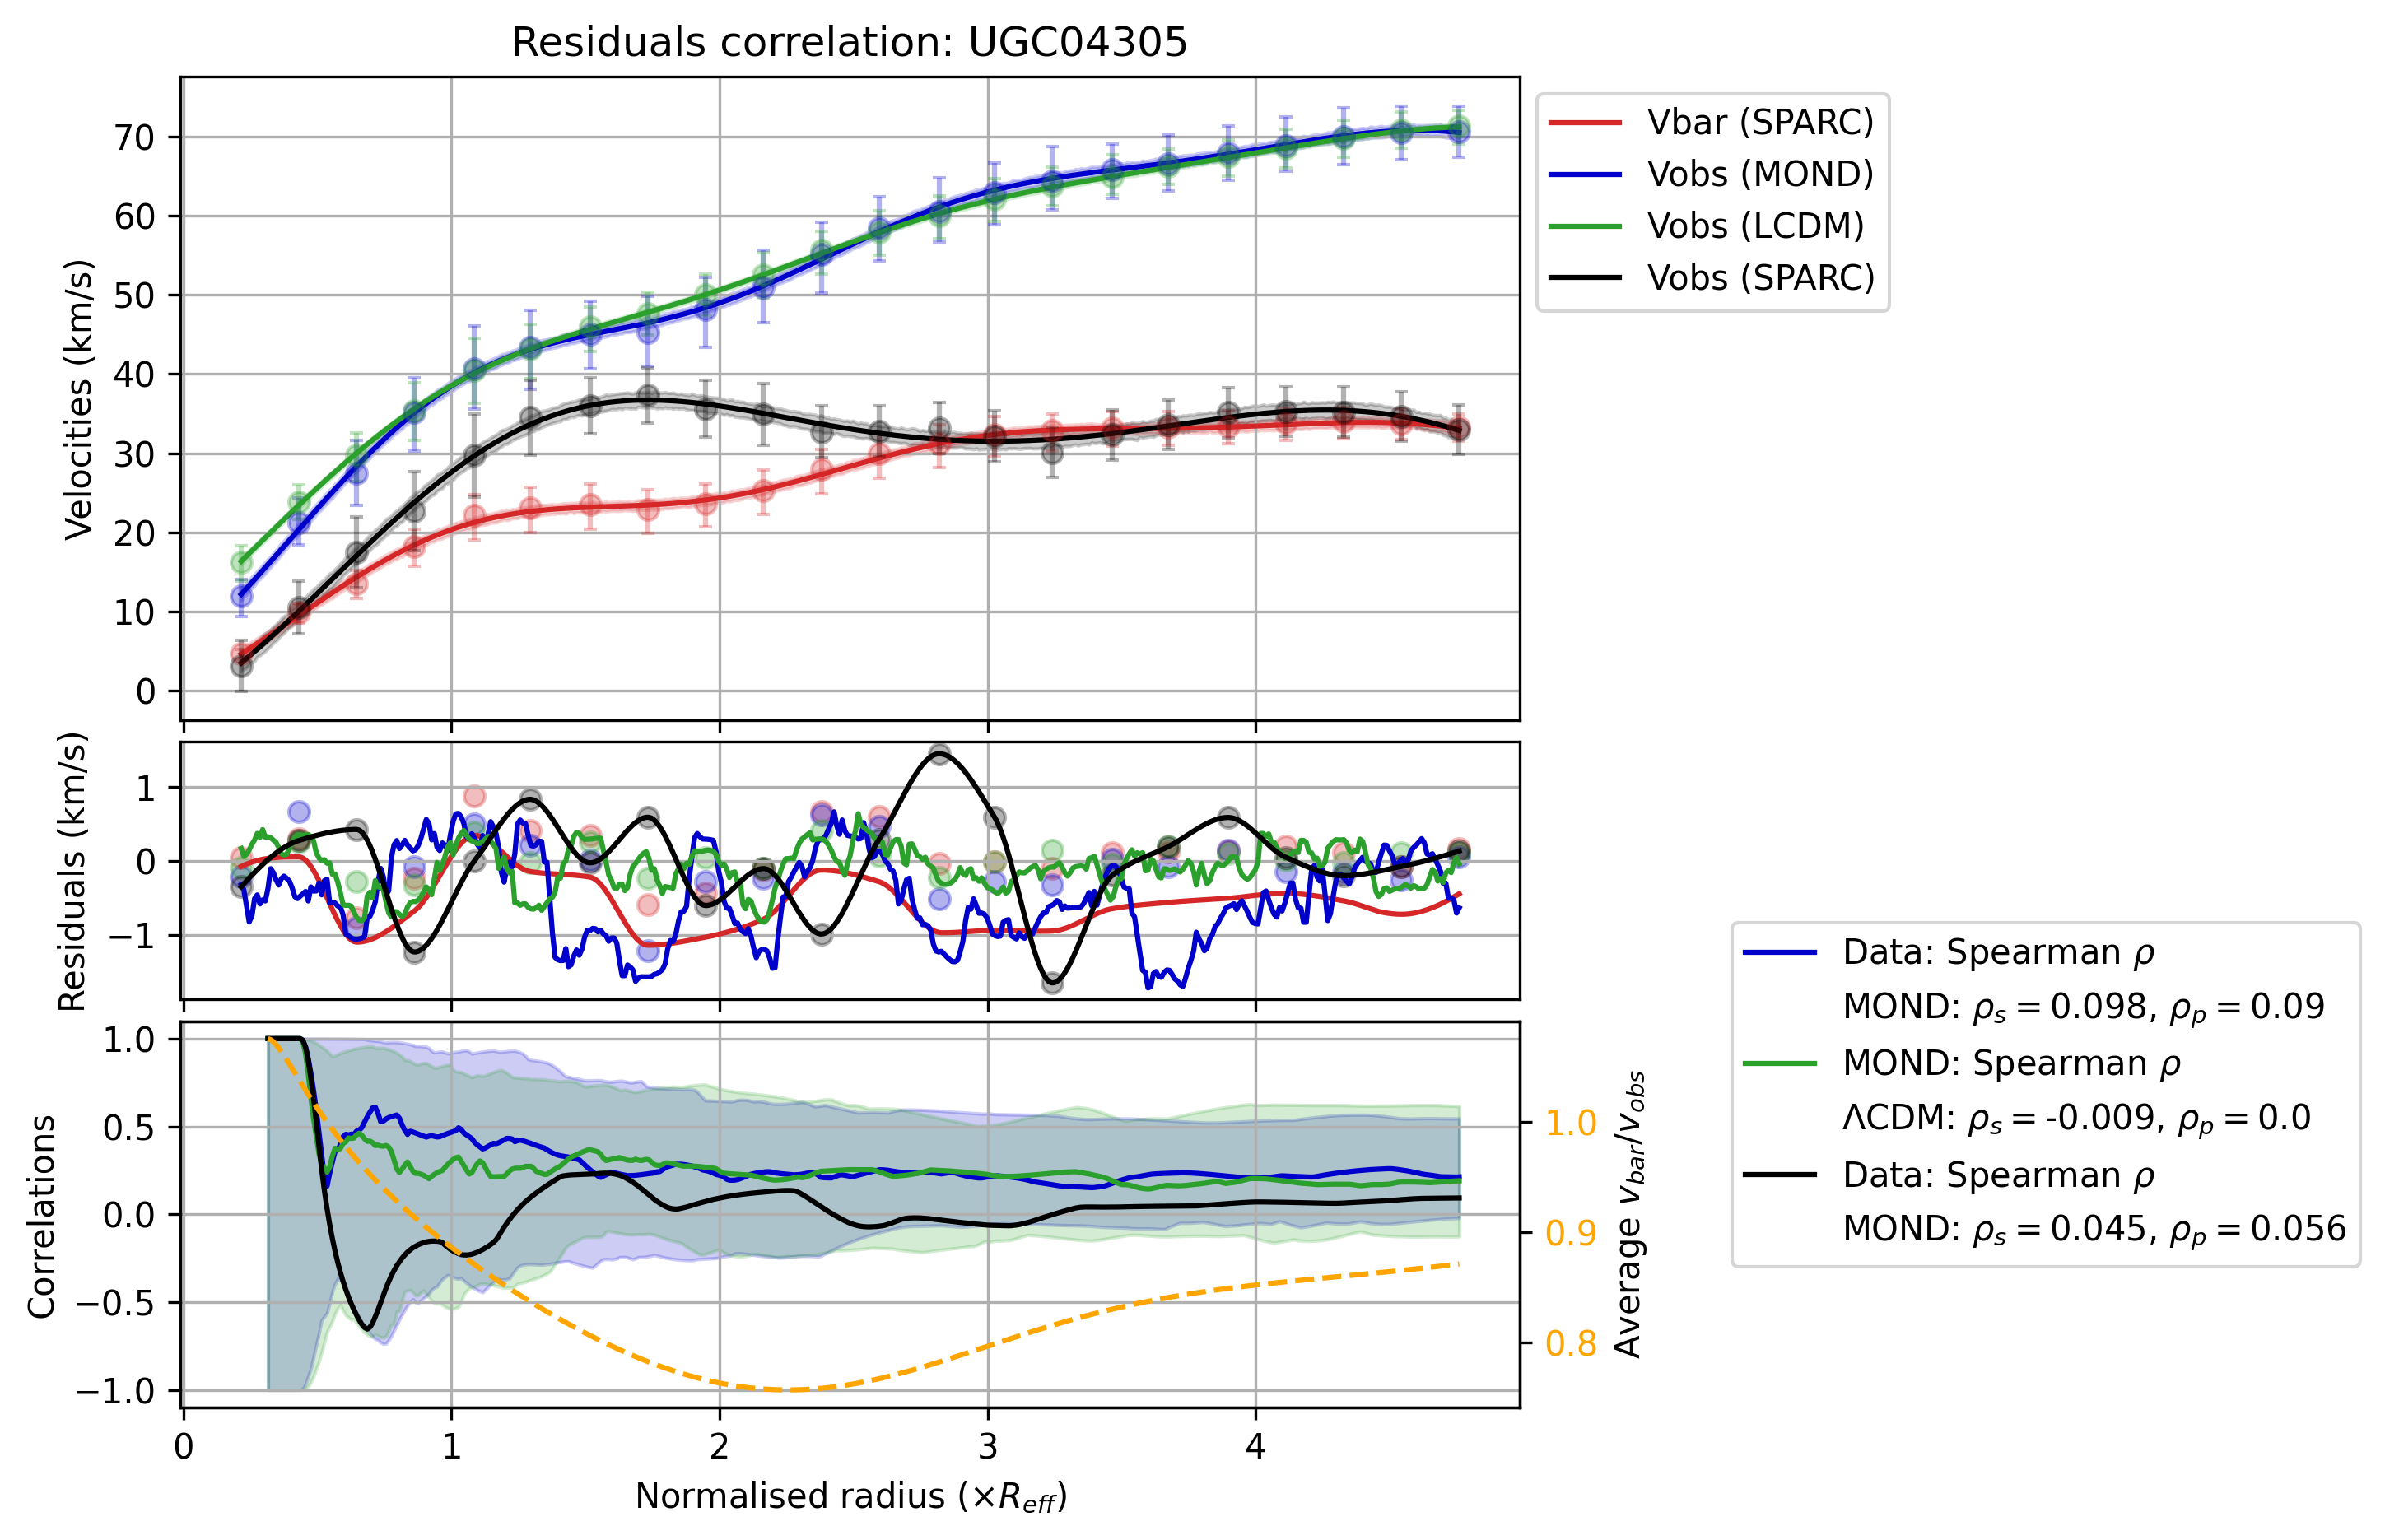 Residuals correlation: UGC04305
Velocities (km/s)
70
60
50
40
30
20
10
0
Vbar (SPARC)
Vobs (MOND)
Vobs (LCDM)
Vobs (SPARC)
Residuals (km/s)
1
0
−1
Correlations
1.0
0.5
0.0
−0.5
−1.0
1.0
0.9
0.8
Average v_bar/v_obs
0 1 2 3 4
Normalised radius (×R_eff)
Data: Spearman ρ
MOND: ρ_s = 0.098, ρ_p = 0.09
MOND: Spearman ρ
ΛCDM: ρ_s = -0.009, ρ_p = 0.0
Data: Spearman ρ
MOND: ρ_s = 0.045, ρ_p = 0.056